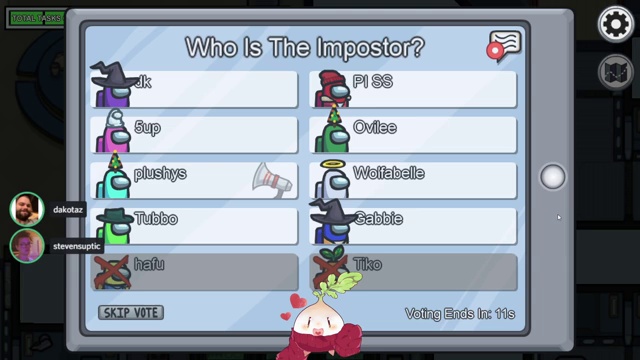 TOTAL TASKS
Who Is The Impostor?
dk
PI SS
5up
Ovilee
plushys
Wolfabelle
dakotaz
Tubbo
Gabbie
stevensuptic
hafu
Tiko
SKIP VOTE
Voting Ends In: 11s